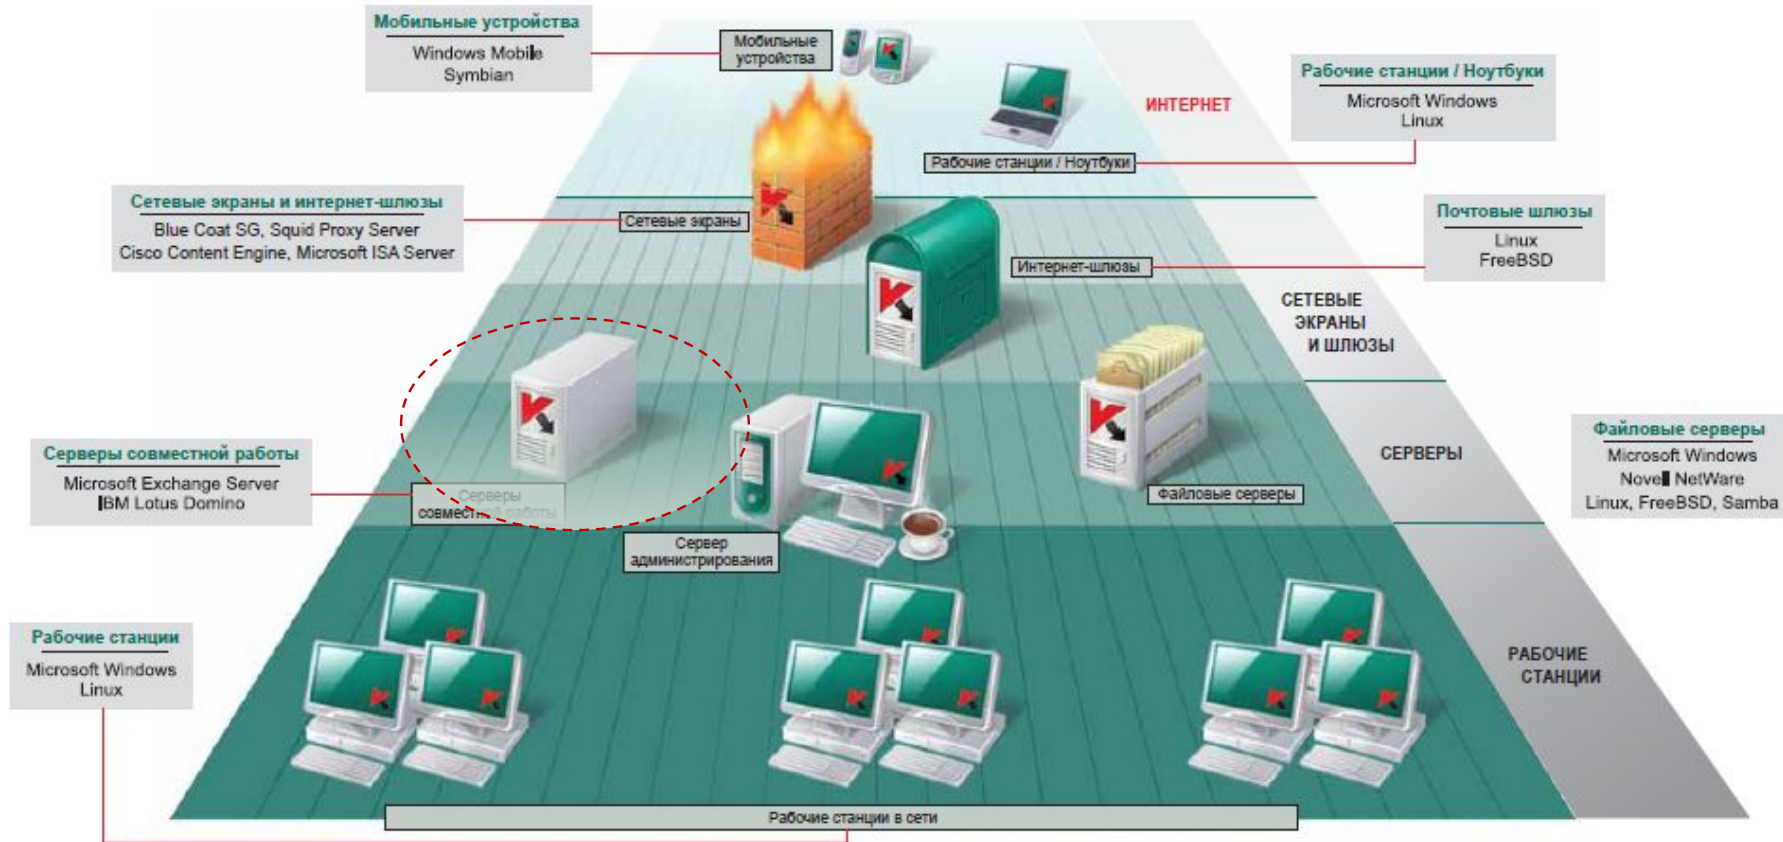 Мобильные устройства
Windows Mobile
Symbian
Мобильные
устройства
Рабочие станции / Ноутбуки
Microsoft Windows
Linux
ИНТЕРНЕТ
Рабочие станции / Ноутбуки
Сетевые экраны и интернет-шлюзы
Blue Coat SG, Squid Proxy Server
Cisco Content Engine, Microsoft ISA Server
Сетевые экраны
Почтовые шлюзы
Linux
FreeBSD
Интернет-шлюзы
СЕТЕВЫЕ
ЭКРАНЫ
И ШЛЮЗЫ
Серверы совместной работы
Microsoft Exchange Server
IBM Lotus Domino
Серверы
совместной работы
Файловые серверы
СЕРВЕРЫ
Файловые серверы
Microsoft Windows
Novell NetWare
Linux, FreeBSD, Samba
Сервер
администрирования
Рабочие станции
Microsoft Windows
Linux
РАБОЧИЕ
СТАНЦИИ
Рабочие станции в сети